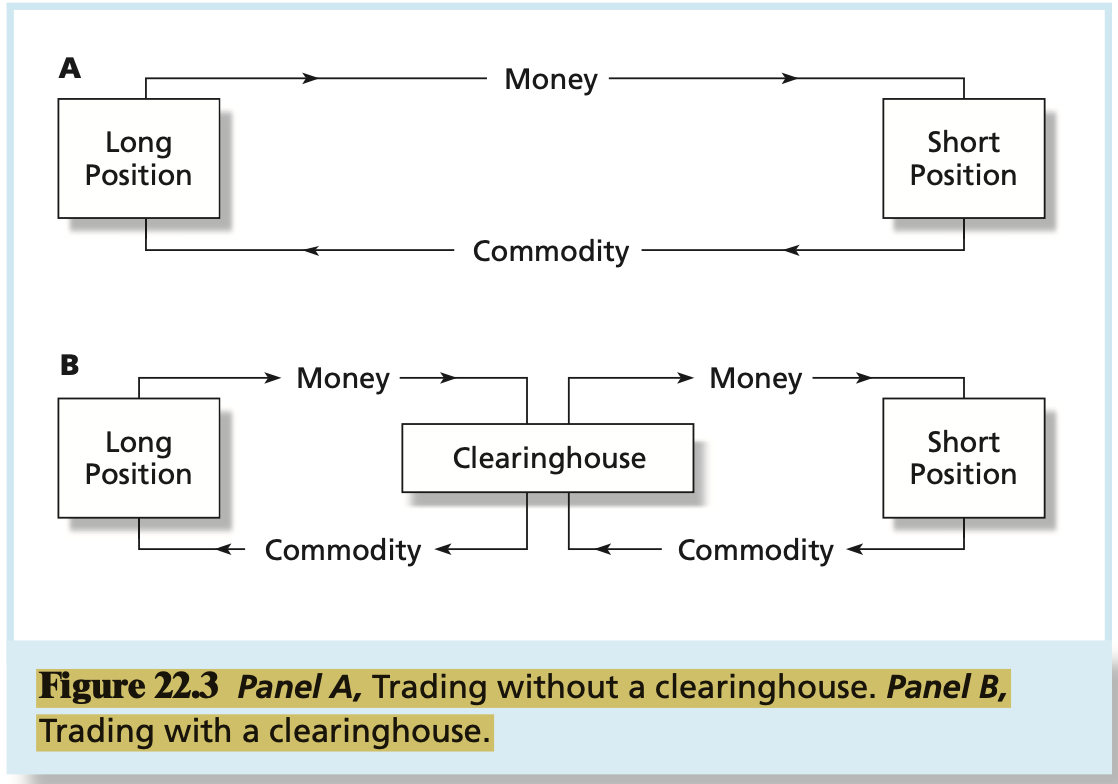 A
Money
Long
Position
Short
Position
Commodity
B
Money
Money
Long
Position
Clearinghouse
Short
Position
Commodity
Commodity
Figure 22.3 Panel A, Trading without a clearinghouse. Panel B,
Trading with a clearinghouse.